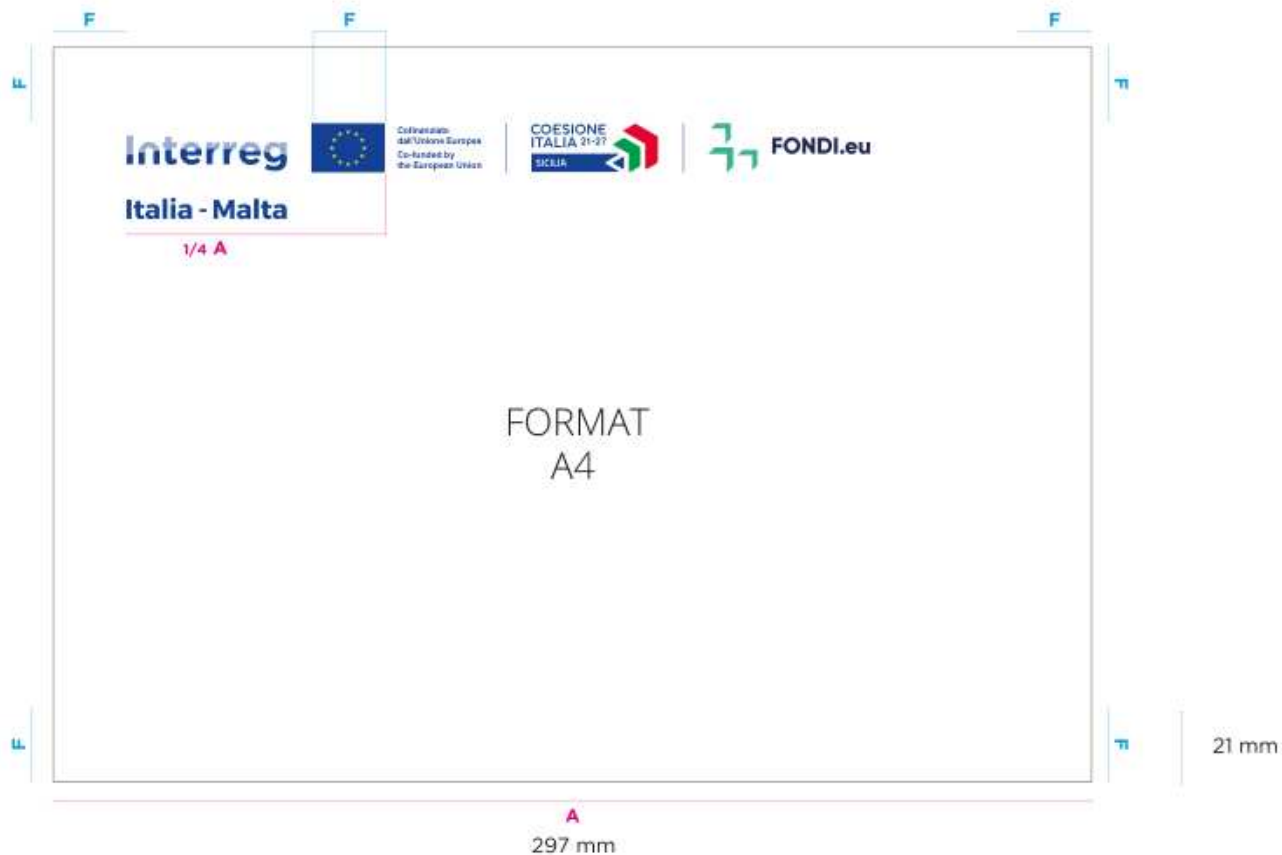 F F F
F F
Interreg
Cofinanziato
dall'Unione Europea
Co-funded by
the European Union
COESIONE
ITALIA 21-27
SICILIA
FONDI.eu
Italia - Malta
1/4 A
FORMAT
A4
F F
21 mm
A
297 mm